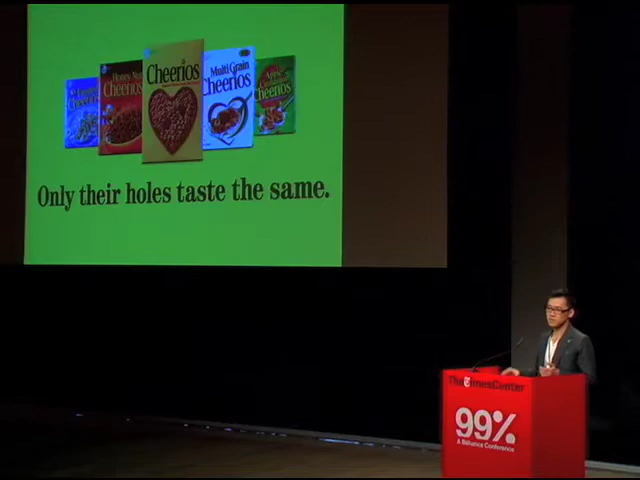 Honey Nut
Cheerios
Cheerios
Multi Grain
Cheerios
Cheerios
Only their holes taste the same.
TheTimesCenter
99%
A Behance Conference